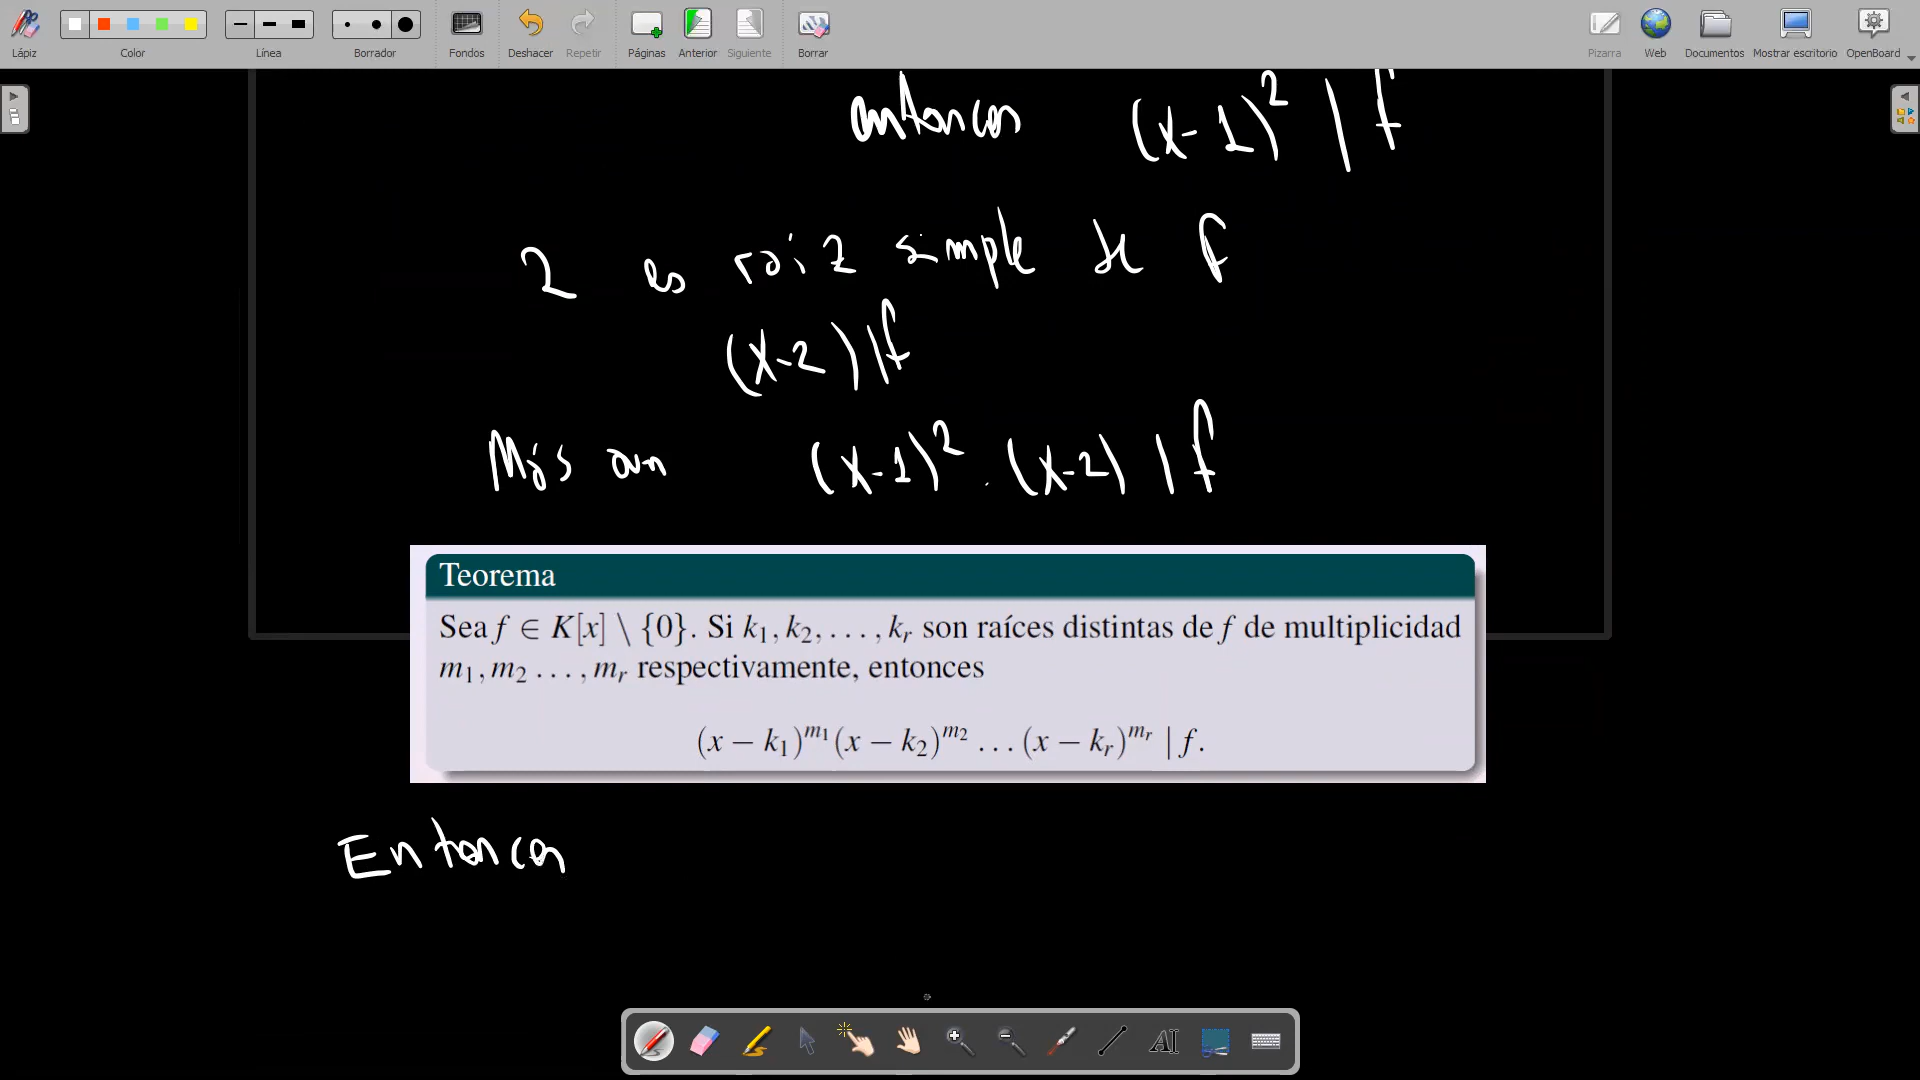 Lápiz Color Línea Borrador Fondos Deshacer Repetir Páginas Anterior Siguiente Borrar Pizarra Web Documentos Mostrar escritorio OpenBoard
entonces (x-1)² | f
2 es raíz simple de f
(x-2) | f
Más aun (x-1)² . (x-2) | f
Teorema
Sea f ∈ K[x] \ {0}. Si k₁, k₂, . . . , kᵣ son raíces distintas de f de multiplicidad
m₁, m₂ . . . , mᵣ respectivamente, entonces
(x − k₁)^{m₁}(x − k₂)^{m₂} . . . (x − kᵣ)^{mᵣ} | f.
Entonces